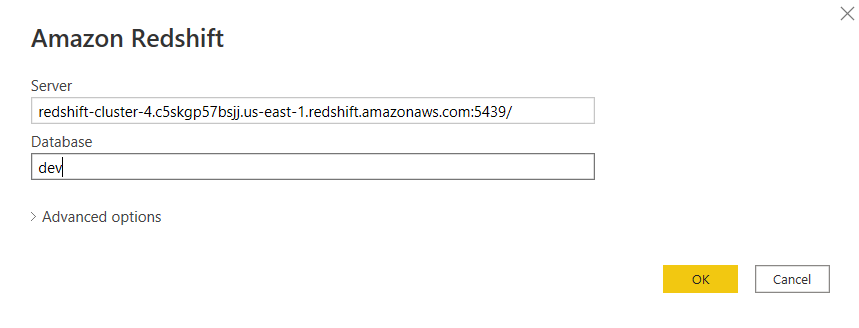 Amazon Redshift
Server
redshift-cluster-4.c5skgp57bsjj.us-east-1.redshift.amazonaws.com:5439/
Database
dev
Advanced options
OK
Cancel